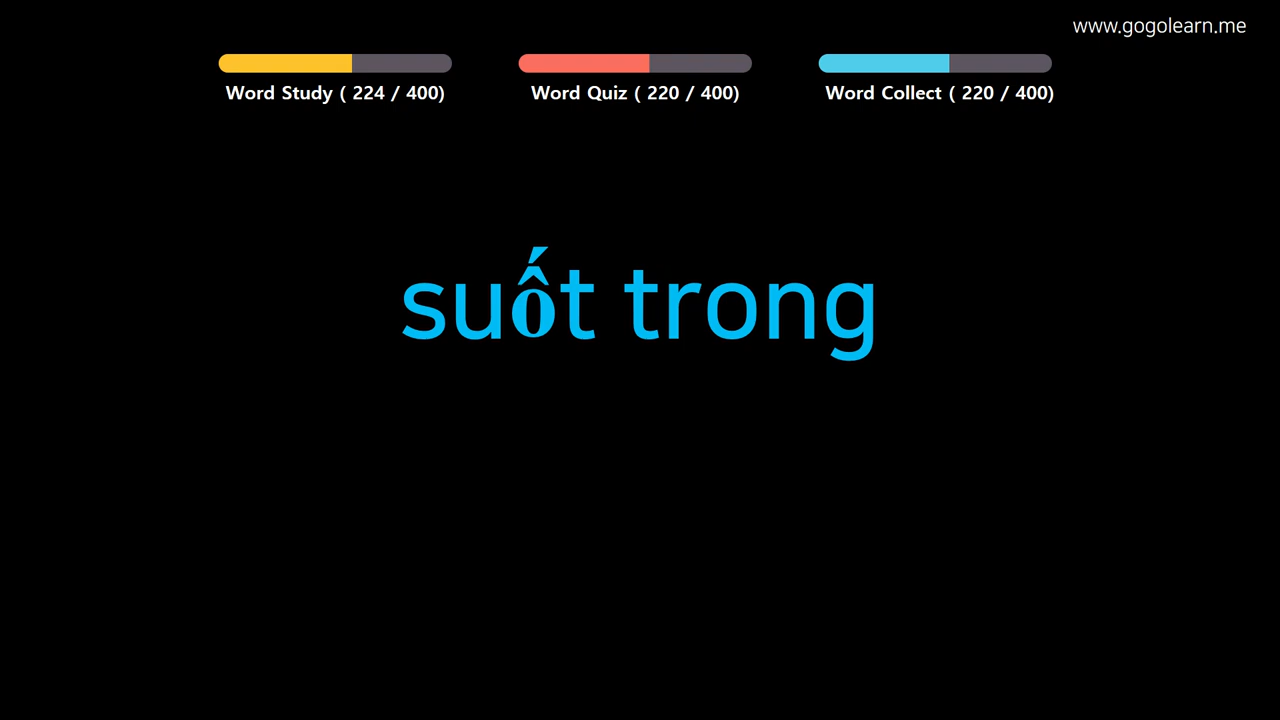 www.gogolearn.me
Word Study ( 224 / 400)
Word Quiz ( 220 / 400)
Word Collect ( 220 / 400)
suốt trong